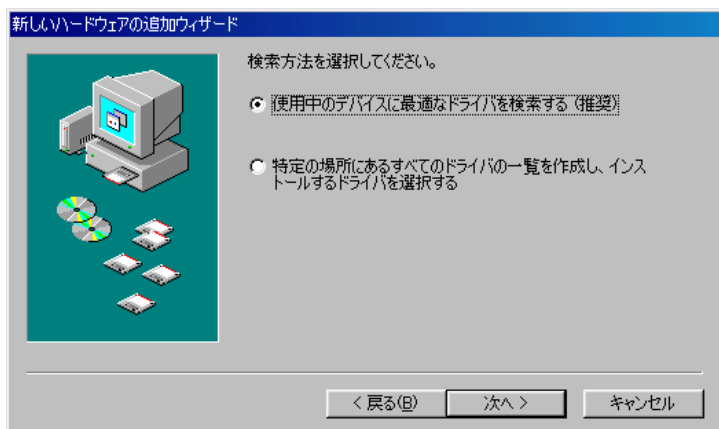 新しいハードウェアの追加ウィザード
検索方法を選択してください。
使用中のデバイスに最適なドライバを検索する (推奨)
特定の場所にあるすべてのドライバの一覧を作成し、インス
トールするドライバを選択する
< 戻る(B)
次へ >
キャンセル